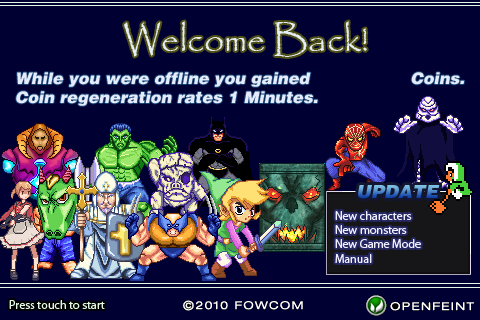 Welcome Back!
While you were offline you gained Coins.
Coin regeneration rates 1 Minutes.
UPDATE
New characters
New monsters
New Game Mode
Manual
Press touch to start
©2010 FOWCOM
OPENFEINT